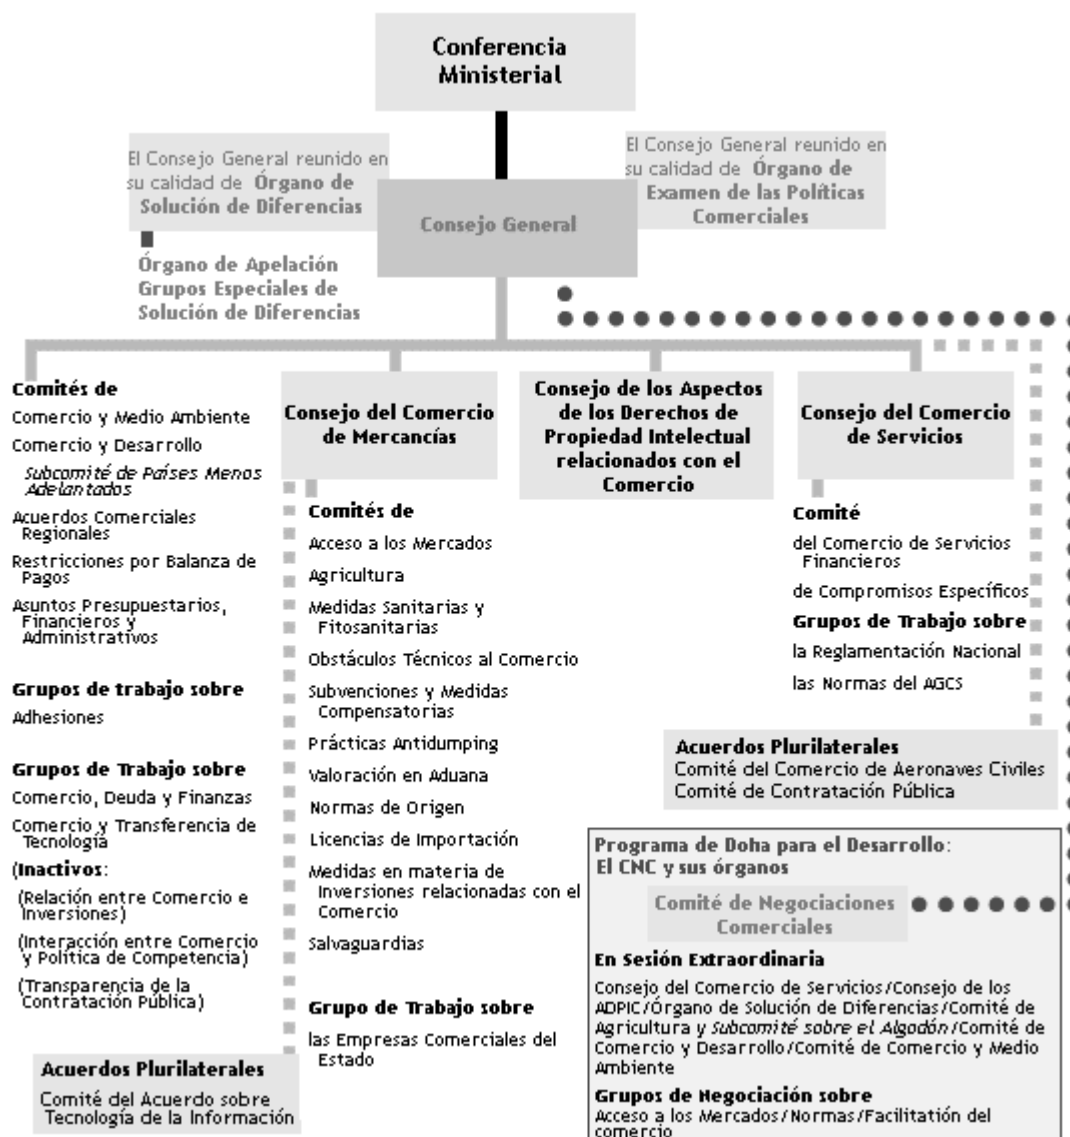 Conferencia
Ministerial
El Consejo General reunido en
su calidad de Órgano de
Solución de Diferencias
El Consejo General reunido en
su calidad de Órgano de
Examen de las Políticas
Comerciales
Consejo General
Órgano de Apelación
Grupos Especiales de
Solución de Diferencias
Comités de
Comercio y Medio Ambiente
Comercio y Desarrollo
Subcomité de Países Menos
Adelantados
Acuerdos Comerciales
Regionales
Restricciones por Balanza de
Pagos
Asuntos Presupuestarios,
Financieros y
Administrativos
Grupos de trabajo sobre
Adhesiones
Grupos de Trabajo sobre
Comercio, Deuda y Finanzas
Comercio y Transferencia de
Tecnología
(Inactivos:
(Relación entre Comercio e
Inversiones)
(Interacción entre Comercio
y Política de Competencia)
(Transparencia de la
Contratación Pública)
Acuerdos Plurilaterales
Comité del Acuerdo sobre
Tecnología de la Información
Consejo del Comercio
de Mercancías
Comités de
Acceso a los Mercados
Agricultura
Medidas Sanitarias y
Fitosanitarias
Obstáculos Técnicos al Comercio
Subvenciones y Medidas
Compensatorias
Prácticas Antidumping
Valoración en Aduana
Normas de Origen
Licencias de Importación
Medidas en materia de
Inversiones relacionadas con el
Comercio
Salvaguardias
Grupo de Trabajo sobre
las Empresas Comerciales del
Estado
Consejo de los Aspectos
de los Derechos de
Propiedad Intelectual
relacionados con el
Comercio
Consejo del Comercio
de Servicios
Comité
del Comercio de Servicios
Financieros
de Compromisos Específicos
Grupos de Trabajo sobre
la Reglamentación Nacional
las Normas del AGCS
Acuerdos Plurilaterales
Comité del Comercio de Aeronaves Civiles
Comité de Contratación Pública
Programa de Doha para el Desarrollo:
El CNC y sus órganos
Comité de Negociaciones
Comerciales
En Sesión Extraordinaria
Consejo del Comercio de Servicios/Consejo de los
ADPIC/Órgano de Solución de Diferencias/Comité de
Agricultura y Subcomité sobre el Algodón/Comité de
Comercio y Desarrollo/Comité de Comercio y Medio
Ambiente
Grupos de Negociación sobre
Acceso a los Mercados/Normas/Facilitatión del
comercio